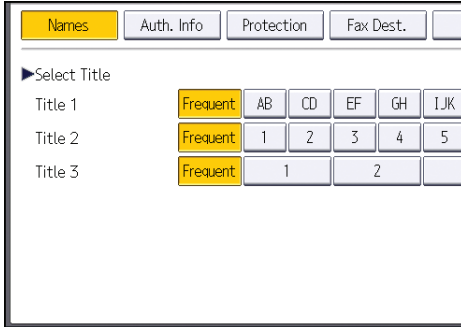 Names Auth. Info Protection Fax Dest.
►Select Title
Title 1 Frequent AB CD EF GH IJK
Title 2 Frequent 1 2 3 4 5
Title 3 Frequent 1 2